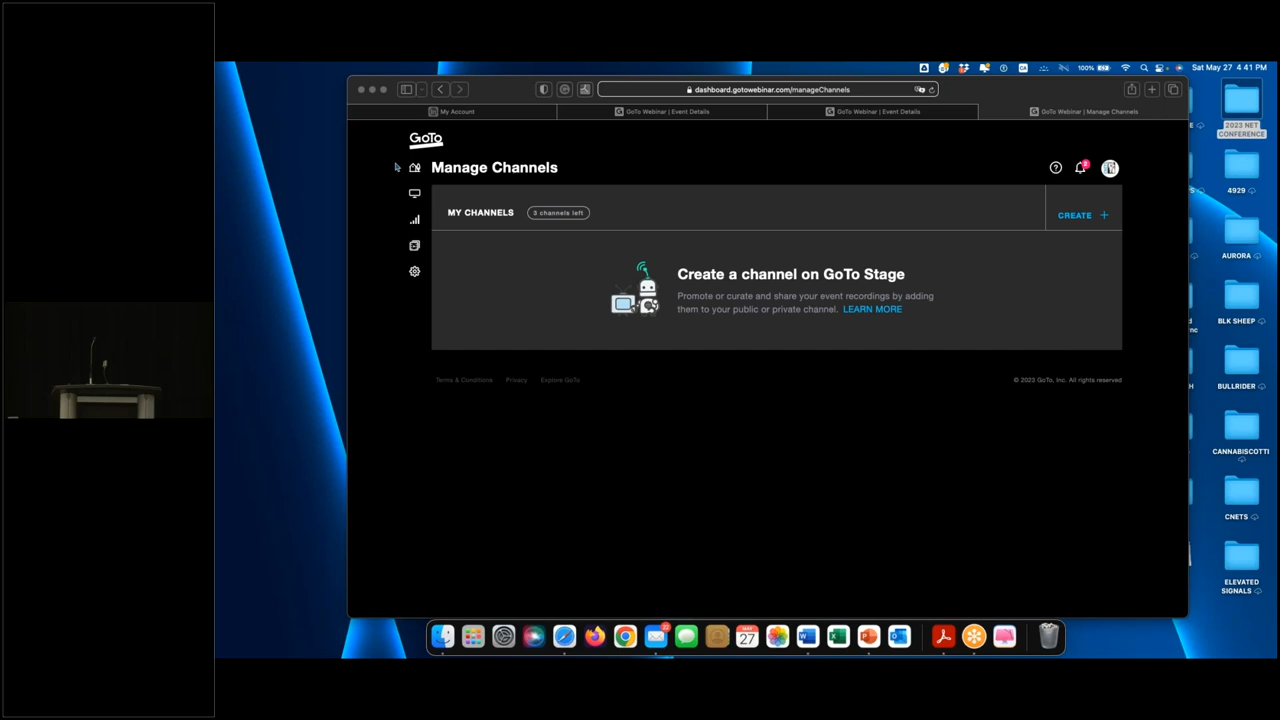 100%
Sat May 27 4:41 PM
dashboard.gotowebinar.com/manageChannels
My Account
GoTo Webinar | Event Details
GoTo Webinar | Event Details
GoTo Webinar | Manage Channels
GoTo
Manage Channels
2
MY CHANNELS
3 channels left
CREATE +
Create a channel on GoTo Stage
Promote or curate and share your event recordings by adding
them to your public or private channel. LEARN MORE
Terms & Conditions
Privacy
Explore GoTo
© 2023 GoTo, Inc. All rights reserved
2023 NET
CONFERENCE
4929
AURORA
BLK SHEEP
BULLRIDER
CANNABISCOTTI
CNETS
ELEVATED
SIGNALS
22
27